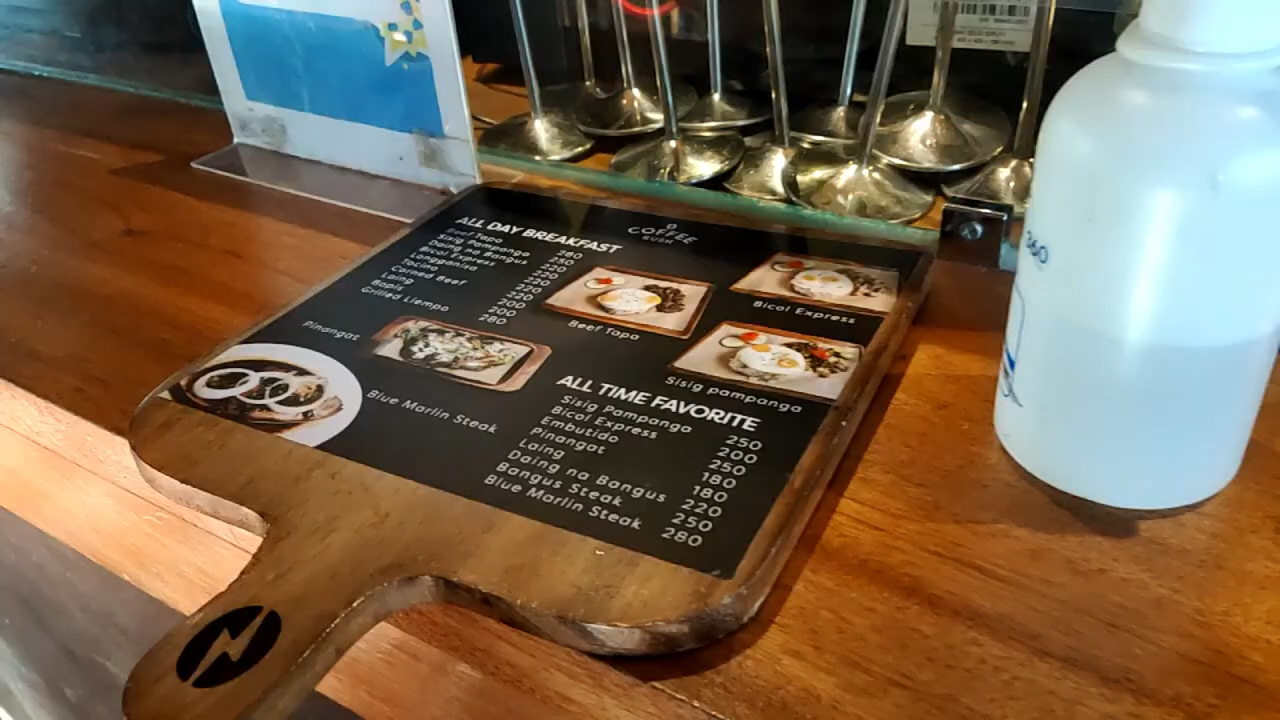 COFFEE
RUSH
ALL DAY BREAKFAST
Beef Tapa 280
Sisig Pampanga 250
Daing na Bangus 220
Bicol Express 220
Longganisa 220
Tocino 220
Corned Beef 220
Laing 200
Bopis 200
Grilled Liempo 280
Beef Tapa
Bicol Express
Sisig pampanga
Pinangat
Blue Marlin Steak
ALL TIME FAVORITE
Sisig Pampanga 250
Bicol Express 200
Embutido 250
Pinangat 180
Laing 180
Daing na Bangus 220
Bangus Steak 250
Blue Marlin Steak 280
360